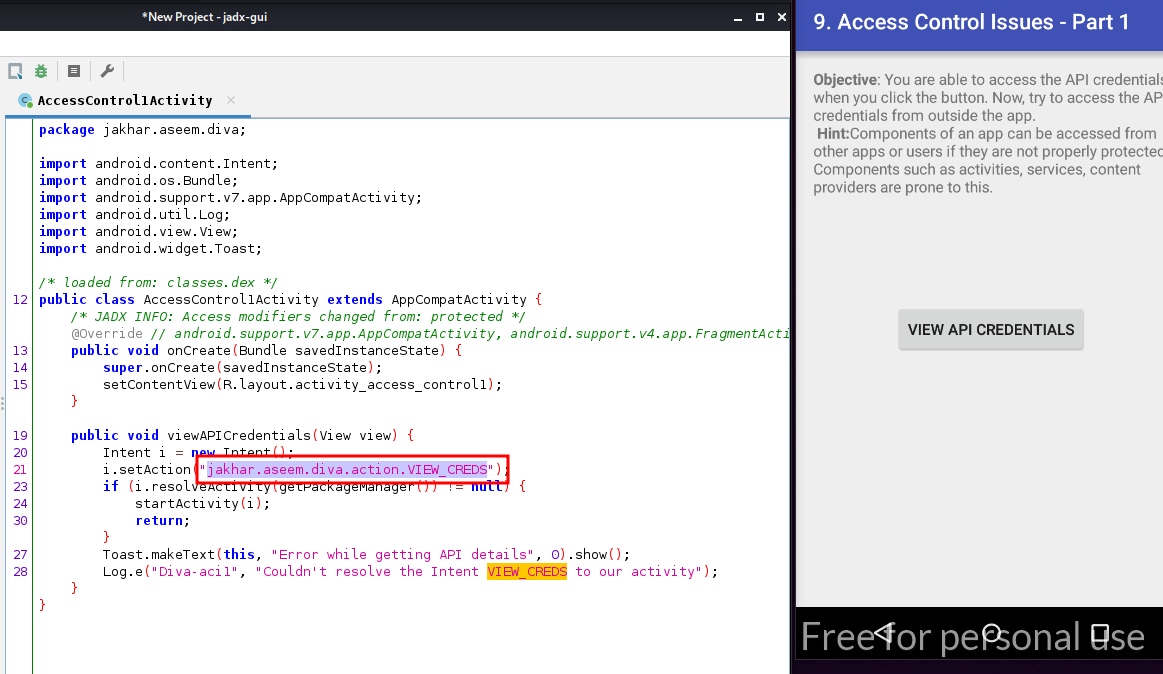 *New Project - jadx-gui
AccessControl1Activity
package jakhar.aseem.diva;
import android.content.Intent;
import android.os.Bundle;
import android.support.v7.app.AppCompatActivity;
import android.util.Log;
import android.view.View;
import android.widget.Toast;
/* loaded from: classes.dex */
12 public class AccessControl1Activity extends AppCompatActivity {
/* JADX INFO: Access modifiers changed from: protected */
@Override // android.support.v7.app.AppCompatActivity, android.support.v4.app.FragmentActi
13 public void onCreate(Bundle savedInstanceState) {
14 super.onCreate(savedInstanceState);
15 setContentView(R.layout.activity_access_control1);
}
19 public void viewAPICredentials(View view) {
20 Intent i = new Intent();
21 i.setAction("jakhar.aseem.diva.action.VIEW_CREDS");
23 if (i.resolveActivity(getPackageManager()) != null) {
24 startActivity(i);
30 return;
}
27 Toast.makeText(this, "Error while getting API details", 0).show();
28 Log.e("Diva-aci1", "Couldn't resolve the Intent VIEW_CREDS to our activity");
}
}
9. Access Control Issues - Part 1
Objective: You are able to access the API credentials
when you click the button. Now, try to access the AP
credentials from outside the app.
Hint:Components of an app can be accessed from
other apps or users if they are not properly protected
Components such as activities, services, content
providers are prone to this.
VIEW API CREDENTIALS
Free for personal use